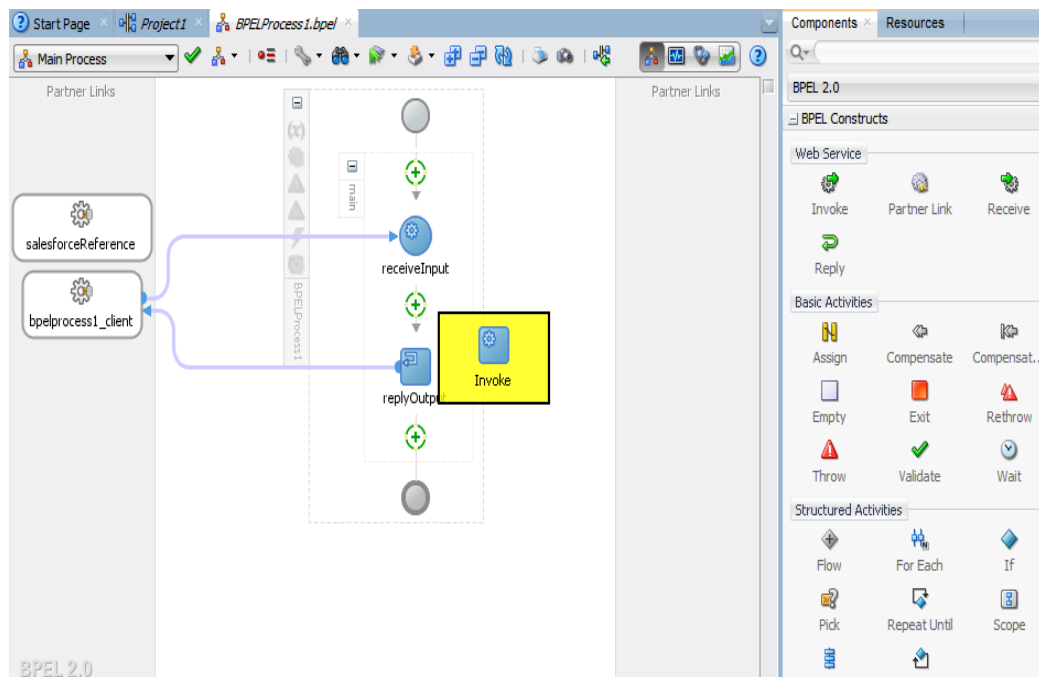 Start Page
Project1
BPELProcess1.bpel
Components
Resources
Main Process
BPEL 2.0
Partner Links
Partner Links
BPEL Constructs
Web Service
Invoke
Partner Link
Receive
Reply
Basic Activities
Assign
Compensate
Compensat..
Empty
Exit
Rethrow
Throw
Validate
Wait
Structured Activities
Flow
For Each
If
Pick
Repeat Until
Scope
(x)
main
BPELProcess1
salesforceReference
bpelprocess1_client
receiveInput
replyOutput
Invoke
BPEL 2.0